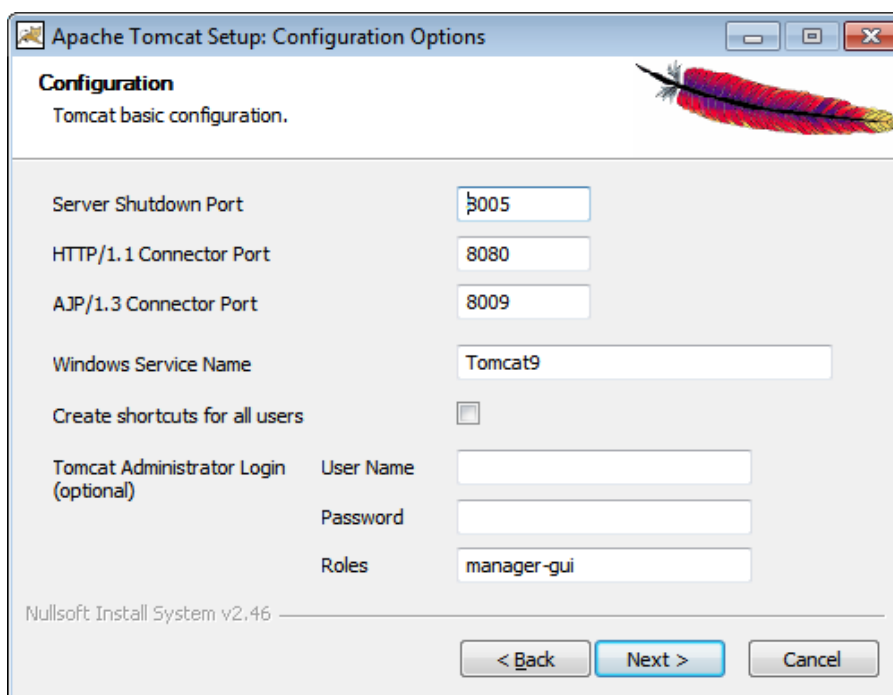 Apache Tomcat Setup: Configuration Options
Configuration
Tomcat basic configuration.
Server Shutdown Port 8005
HTTP/1.1 Connector Port 8080
AJP/1.3 Connector Port 8009
Windows Service Name Tomcat9
Create shortcuts for all users
Tomcat Administrator Login User Name
(optional)
Password
Roles manager-gui
Nullsoft Install System v2.46
< Back Next > Cancel